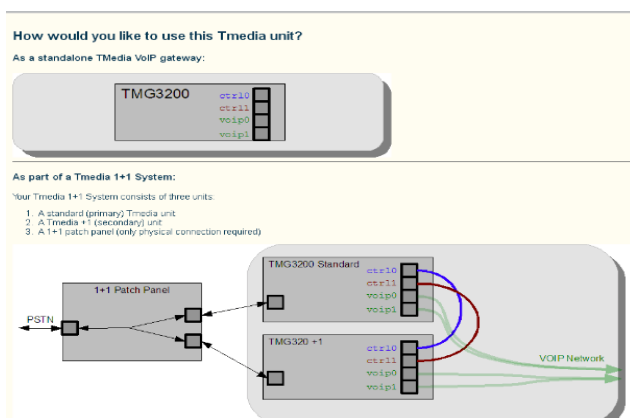 How would you like to use this Tmedia unit?
As a standalone TMedia VoIP gateway:
TMG3200
ctrl0
ctrl1
voip0
voip1
As part of a Tmedia 1+1 System:
Your Tmedia 1+1 System consists of three units:
1. A standard (primary) Tmedia unit
2. A Tmedia +1 (secondary) unit
3. A 1+1 patch panel (only physical connection required)
1+1 Patch Panel
PSTN
TMG3200 Standard
ctrl0
ctrl1
voip0
voip1
TMG320 +1
ctrl0
ctrl1
voip0
voip1
VOIP Network